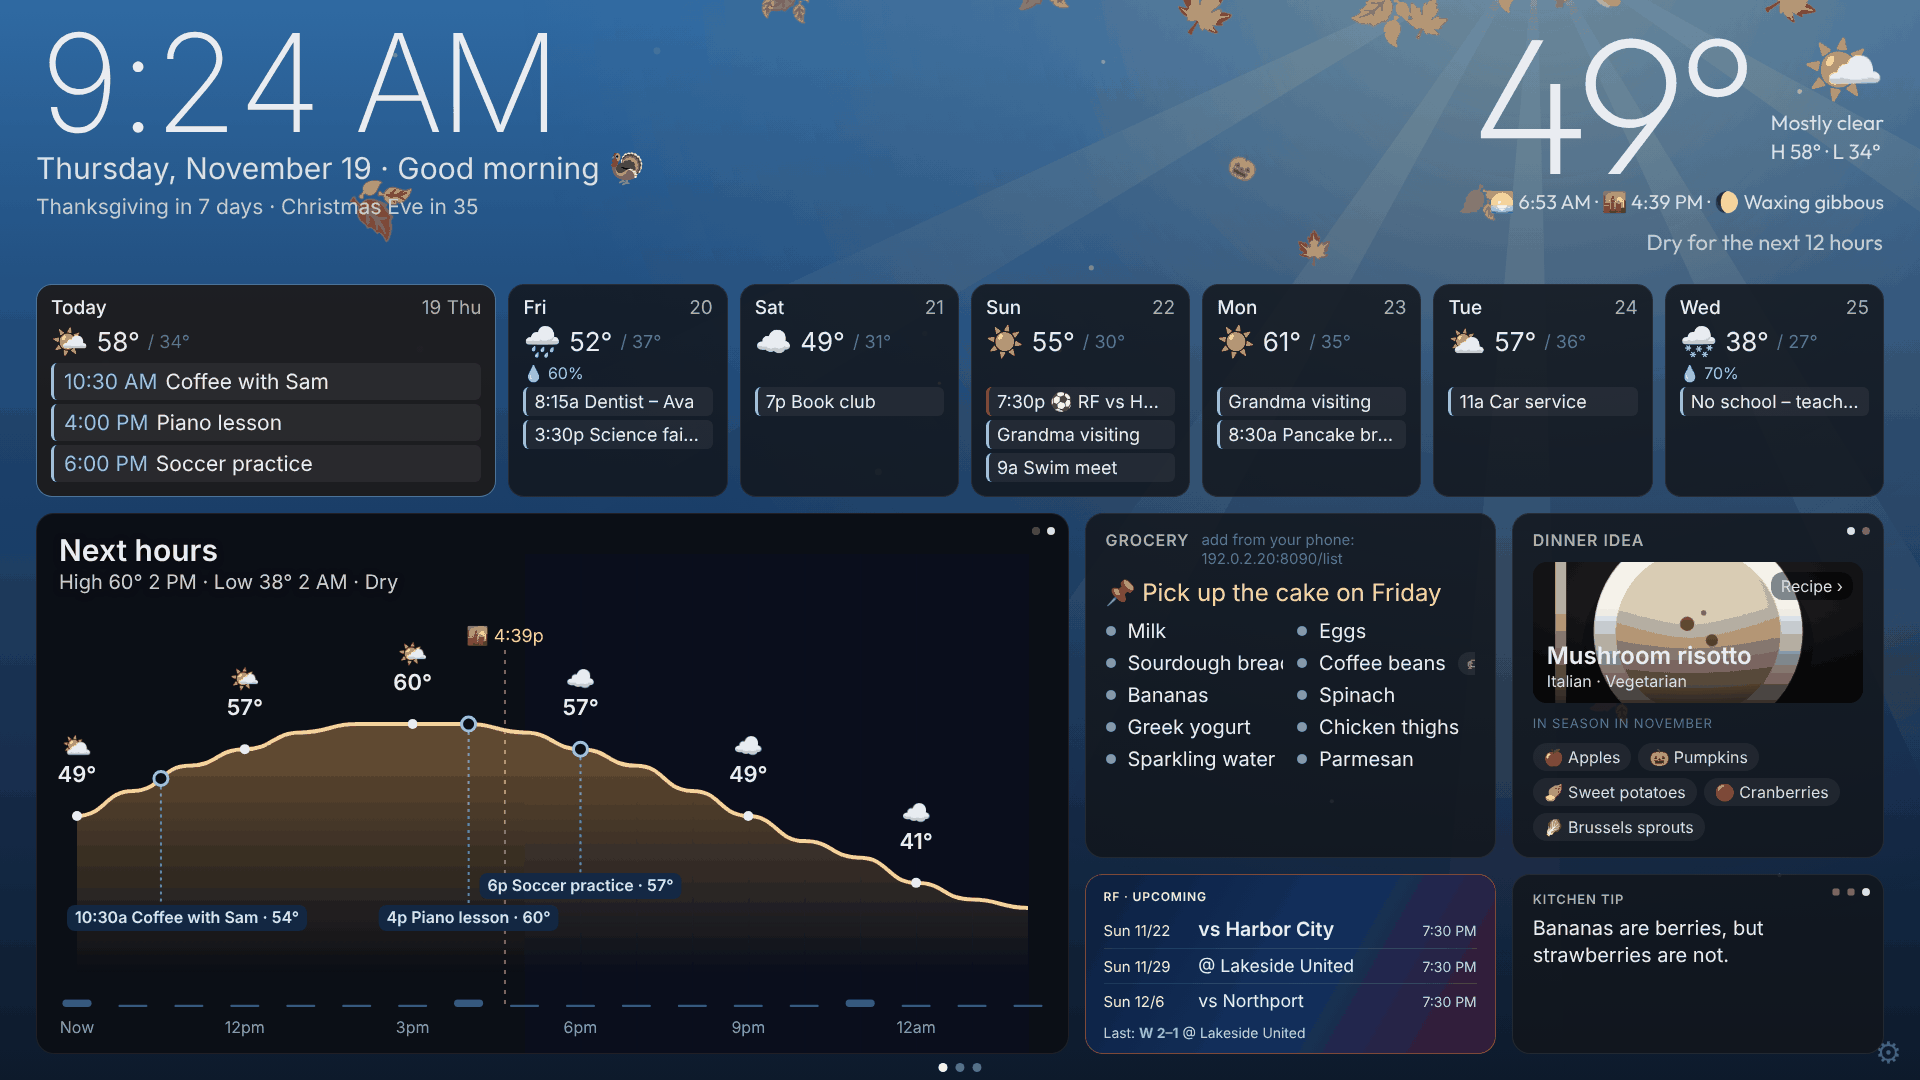 9:24 AM
Thursday, November 19 · Good morning
Thanksgiving in 7 days · Christmas Eve in 35
49°
Mostly clear
H 58° · L 34°
6:53 AM · 4:39 PM · Waxing gibbous
Dry for the next 12 hours
Today 19 Thu
58° / 34°
10:30 AM Coffee with Sam
4:00 PM Piano lesson
6:00 PM Soccer practice
Fri 20
52° / 37°
60%
8:15a Dentist – Ava
3:30p Science fai...
Sat 21
49° / 31°
7p Book club
Sun 22
55° / 30°
7:30p ⚽ RF vs H...
Grandma visiting
9a Swim meet
Mon 23
61° / 35°
Grandma visiting
8:30a Pancake br...
Tue 24
57° / 36°
11a Car service
Wed 25
38° / 27°
70%
No school – teach...
Next hours
High 60° 2 PM · Low 38° 2 AM · Dry
4:39p
49°
57°
60°
57°
49°
41°
6p Soccer practice · 57°
10:30a Coffee with Sam · 54°
4p Piano lesson · 60°
Now 12pm 3pm 6pm 9pm 12am
GROCERY add from your phone:
192.0.2.20:8090/list
Pick up the cake on Friday
Milk
Sourdough brea
Bananas
Greek yogurt
Sparkling water
Eggs
Coffee beans
Spinach
Chicken thighs
Parmesan
DINNER IDEA
Recipe ›
Mushroom risotto
Italian · Vegetarian
IN SEASON IN NOVEMBER
Apples
Pumpkins
Sweet potatoes
Cranberries
Brussels sprouts
RF · UPCOMING
Sun 11/22 vs Harbor City 7:30 PM
Sun 11/29 @ Lakeside United 7:30 PM
Sun 12/6 vs Northport 7:30 PM
Last: W 2–1 @ Lakeside United
KITCHEN TIP
Bananas are berries, but
strawberries are not.